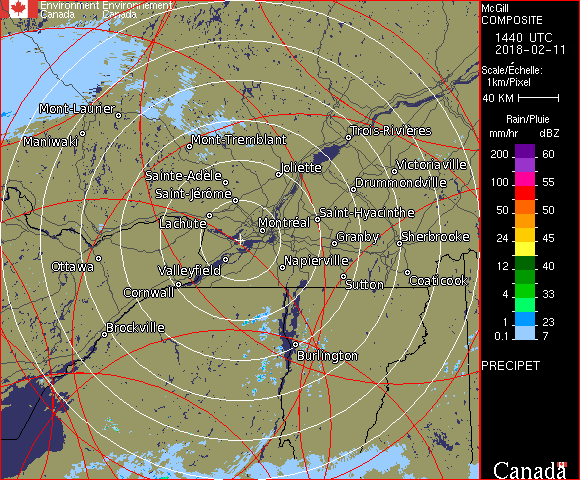 Environment Environnement
Canada Canada
McGill
COMPOSITE
1440 UTC
2018-02-11
Scale/Échelle:
1km/Pixel
40 KM
Rain/Pluie
mm/hr dBZ
200 60
100 55
50 50
24 45
12 40
4 33
1 23
0.1 7
PRECIPET
Canada
Mont-Laurier
Maniwaki
Mont-Tremblant
Trois-Rivières
Joliette
Victoriaville
Sainte-Adèle
Drummondville
Saint-Jérôme
Lachute
Montréal
Saint-Hyacinthe
Granby
Sherbrooke
Ottawa
Valleyfield
Napierville
Cornwall
Sutton
Coaticook
Brockville
Burlington